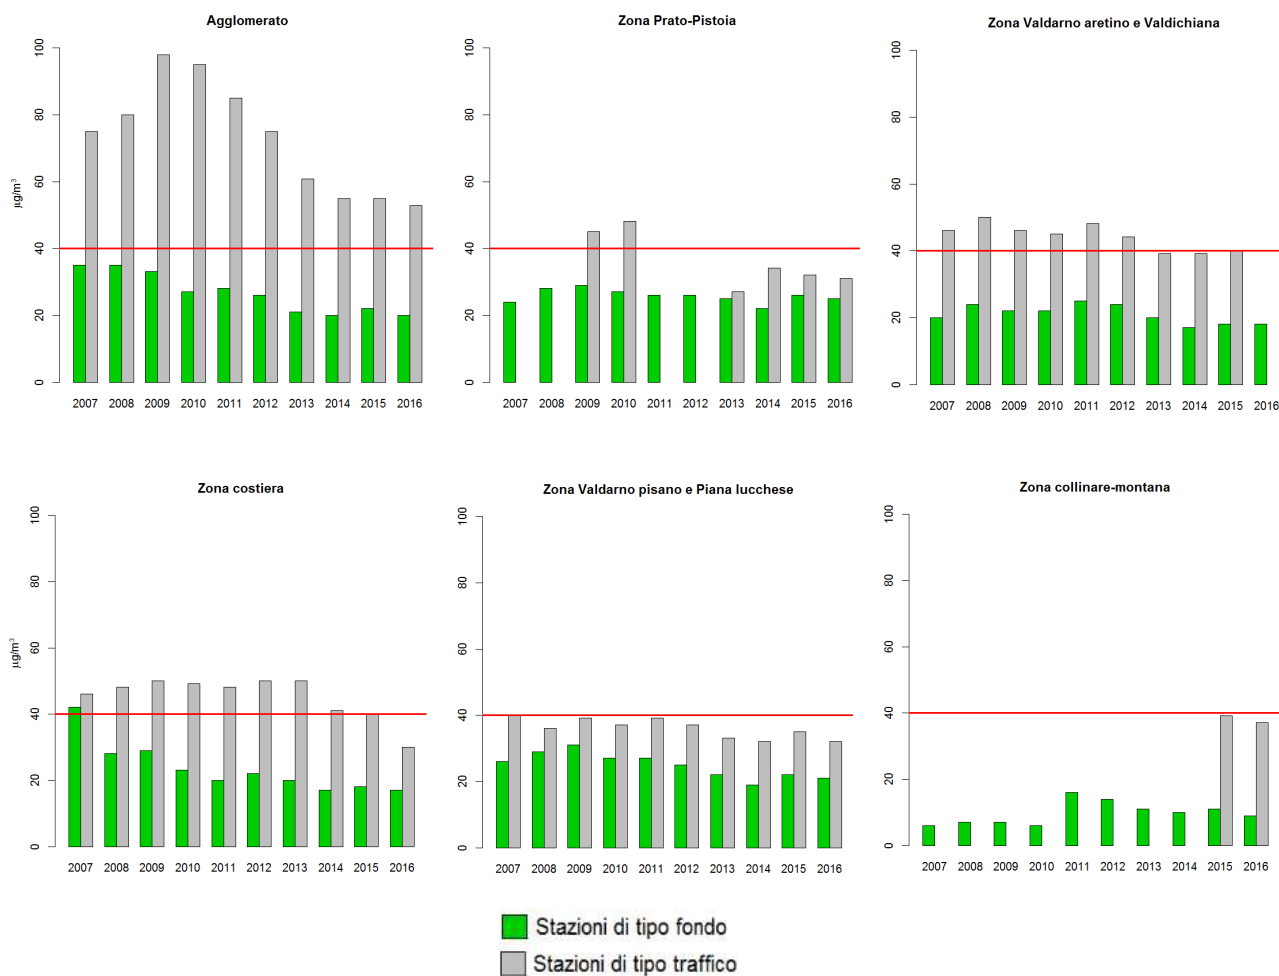 Agglomerato
Zona Prato-Pistoia
Zona Valdarno aretino e Valdichiana
µg/m³
0 20 40 60 80 100
0 20 40 60 80 100
0 20 40 60 80 100
2007 2008 2009 2010 2011 2012 2013 2014 2015 2016
2007 2008 2009 2010 2011 2012 2013 2014 2015 2016
2007 2008 2009 2010 2011 2012 2013 2014 2015 2016
Zona costiera
Zona Valdarno pisano e Piana lucchese
Zona collinare-montana
µg/m³
0 20 40 60 80 100
0 20 40 60 80 100
0 20 40 60 80 100
2007 2008 2009 2010 2011 2012 2013 2014 2015 2016
2007 2008 2009 2010 2011 2012 2013 2014 2015 2016
2007 2008 2009 2010 2011 2012 2013 2014 2015 2016
Stazioni di tipo fondo
Stazioni di tipo traffico